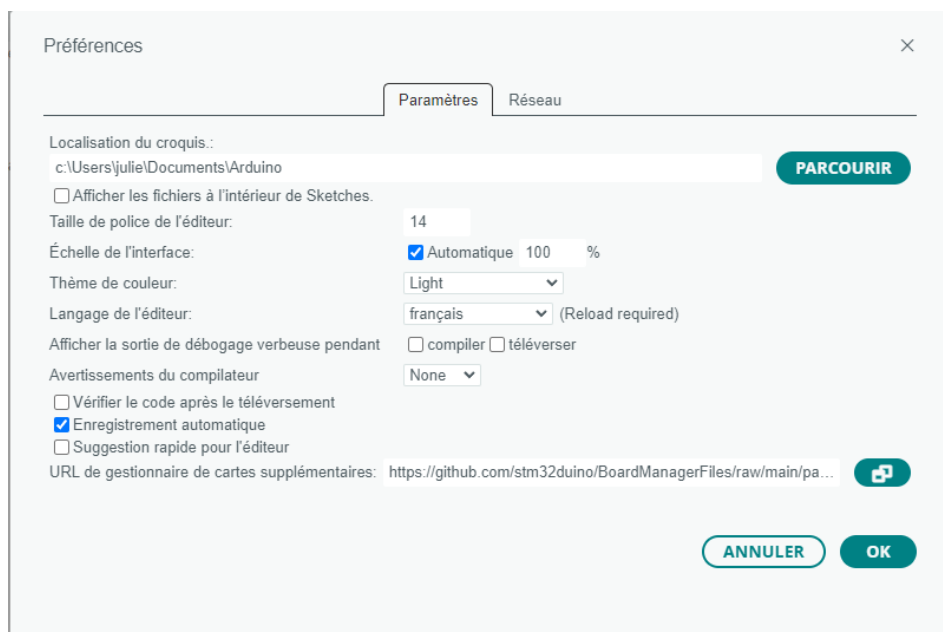 Préférences
Paramètres Réseau
Localisation du croquis.:
c:\Users\julie\Documents\Arduino PARCOURIR
Afficher les fichiers à l'intérieur de Sketches.
Taille de police de l'éditeur: 14
Échelle de l'interface: Automatique 100 %
Thème de couleur: Light
Langage de l'éditeur: français (Reload required)
Afficher la sortie de débogage verbeuse pendant compiler téléverser
Avertissements du compilateur None
Vérifier le code après le téléversement
Enregistrement automatique
Suggestion rapide pour l'éditeur
URL de gestionnaire de cartes supplémentaires: https://github.com/stm32duino/BoardManagerFiles/raw/main/pa...
ANNULER OK